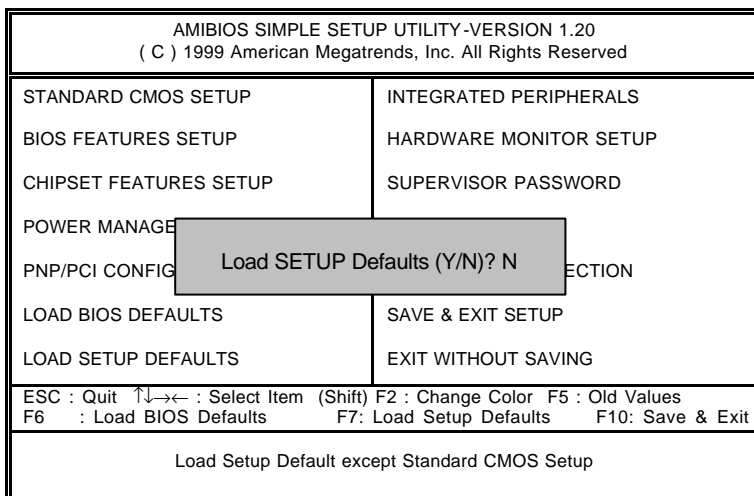 AMIBIOS SIMPLE SETUP UTILITY-VERSION 1.20
( C ) 1999 American Megatrends, Inc. All Rights Reserved
STANDARD CMOS SETUP
BIOS FEATURES SETUP
CHIPSET FEATURES SETUP
POWER MANAGE
PNP/PCI CONFIG
LOAD BIOS DEFAULTS
LOAD SETUP DEFAULTS
INTEGRATED PERIPHERALS
HARDWARE MONITOR SETUP
SUPERVISOR PASSWORD
ECTION
SAVE & EXIT SETUP
EXIT WITHOUT SAVING
Load SETUP Defaults (Y/N)? N
ESC : Quit ↑↓→← : Select Item (Shift) F2 : Change Color F5 : Old Values
F6 : Load BIOS Defaults F7: Load Setup Defaults F10: Save & Exit
Load Setup Default except Standard CMOS Setup